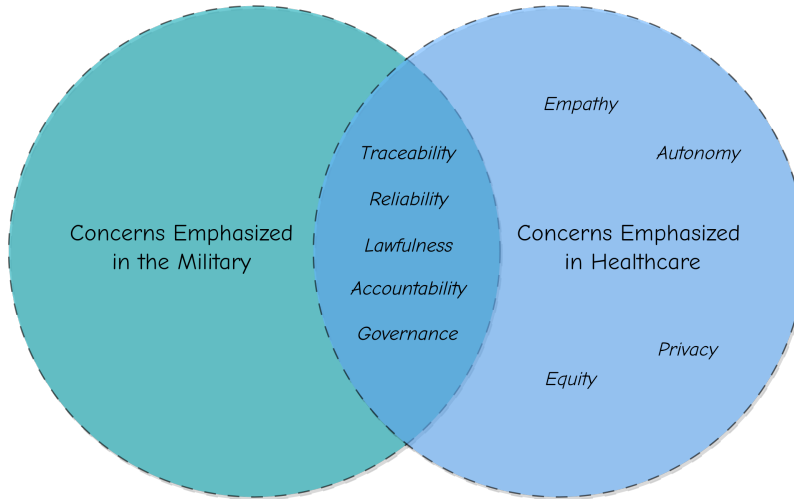 Empathy
Traceability
Autonomy
Reliability
Concerns Emphasized
in the Military
Lawfulness
Concerns Emphasized
in Healthcare
Accountability
Governance
Privacy
Equity